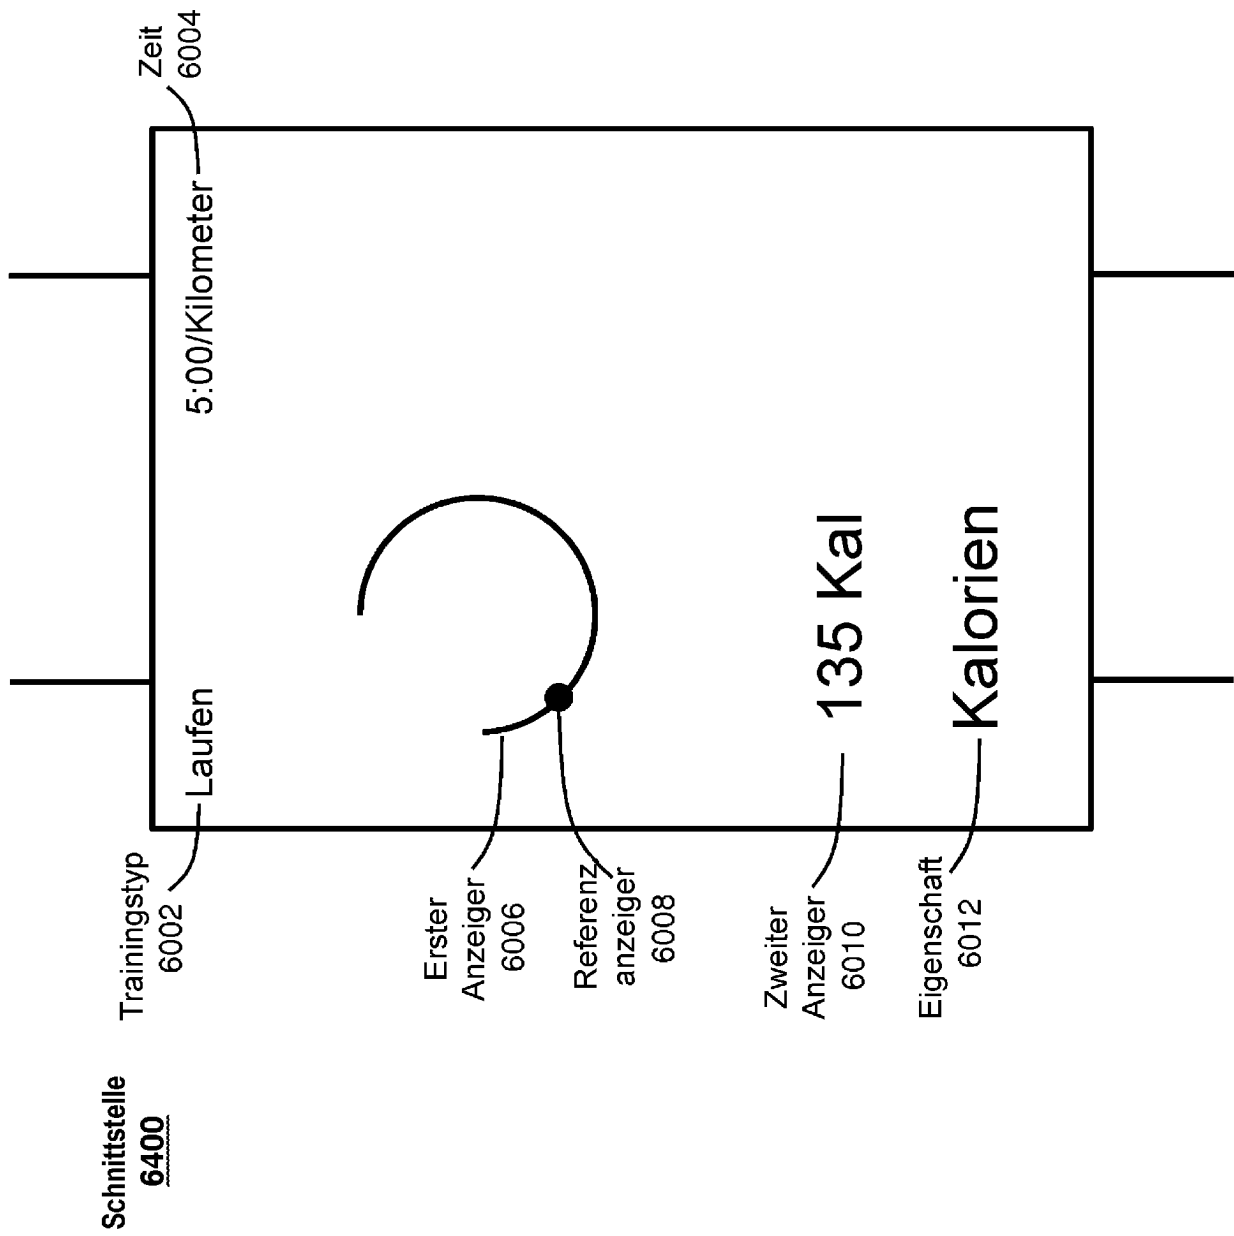 Schnittstelle
6400
Trainingstyp
6002
Laufen
5:00/Kilometer
Zeit
6004
Erster
Anzeiger
6006
Referenz
anzeiger
6008
Zweiter
Anzeiger
6010
135 Kal
Eigenschaft
6012
Kalorien